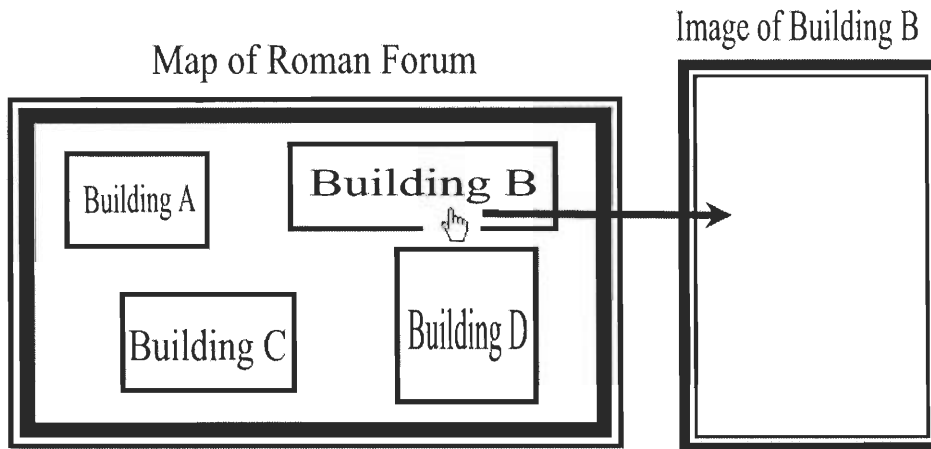 Image of Building B
Map of Roman Forum
Building A
Building B
Building C
Building D